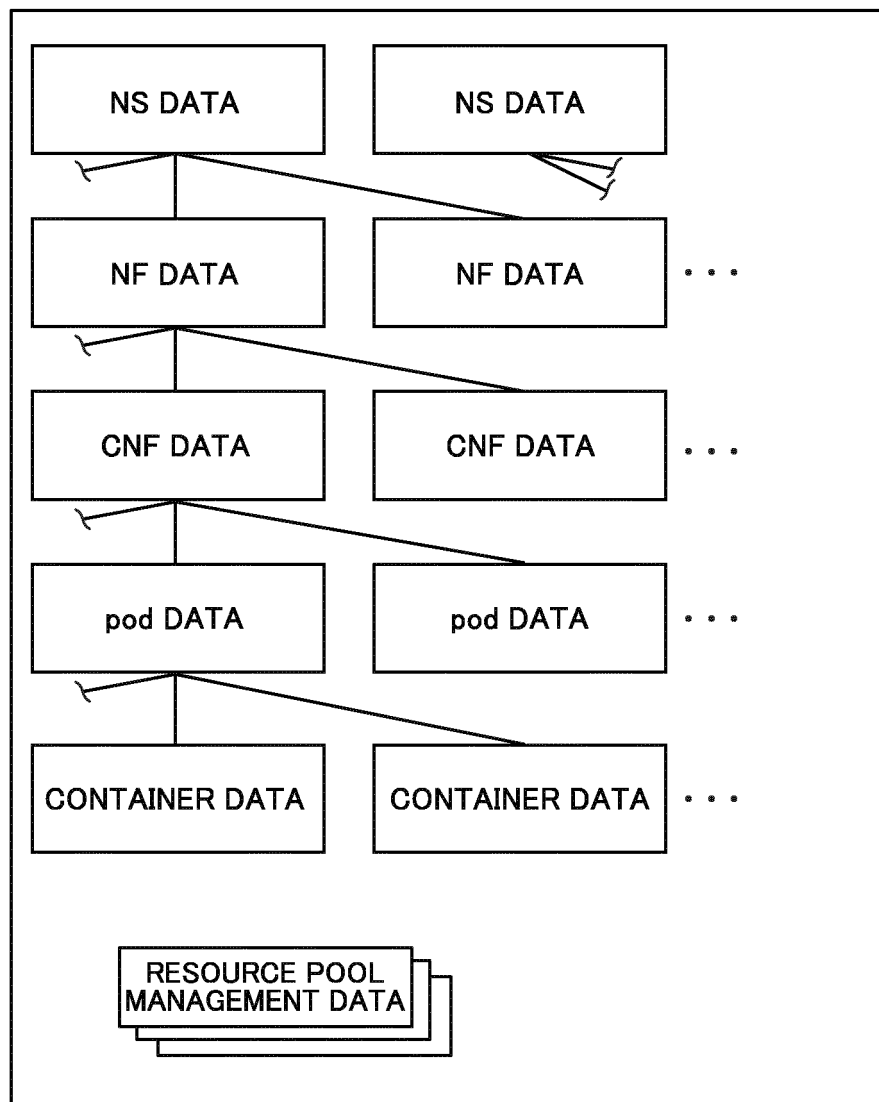 NS DATA
NS DATA
NF DATA
NF DATA
. . .
CNF DATA
CNF DATA
. . .
pod DATA
pod DATA
. . .
CONTAINER DATA
CONTAINER DATA
. . .
RESOURCE POOL
MANAGEMENT DATA